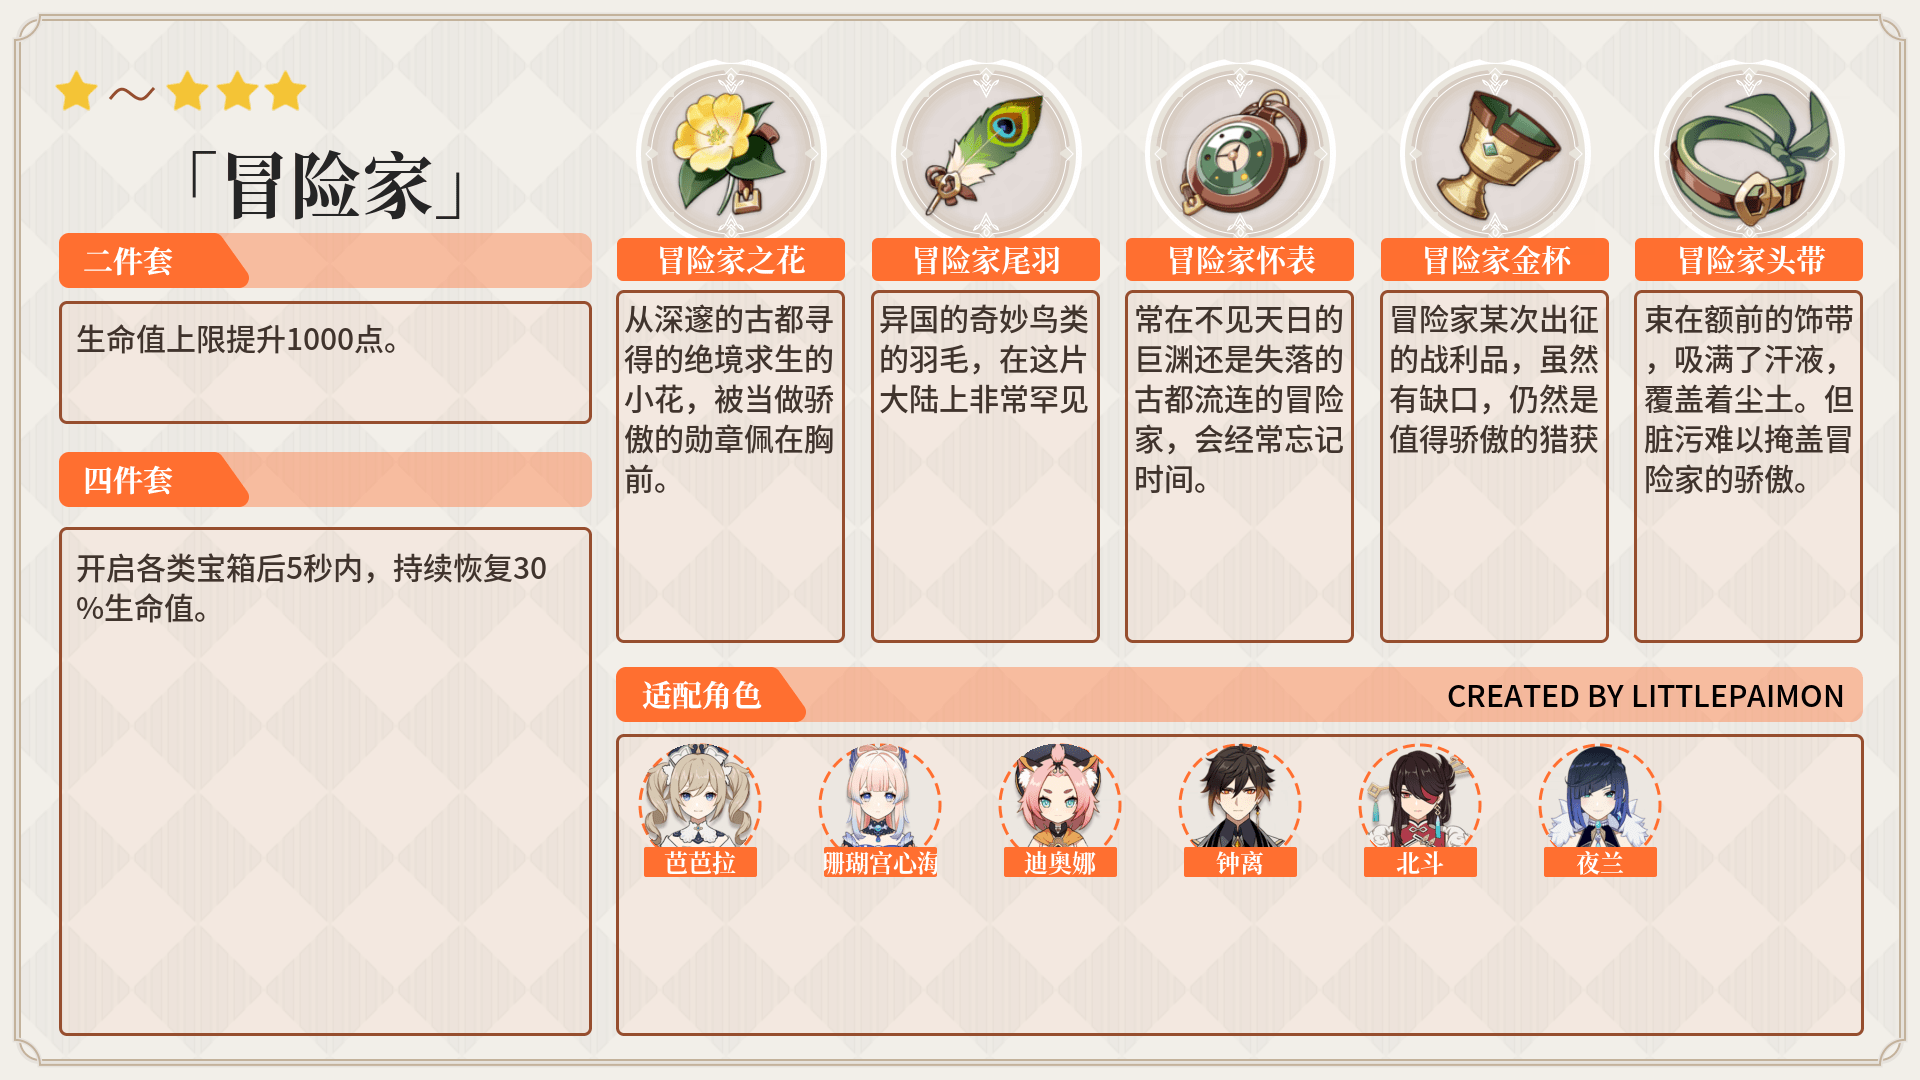 「冒险家」
二件套
生命值上限提升1000点。
四件套
开启各类宝箱后5秒内，持续恢复30
%生命值。
冒险家之花
从深邃的古都寻
得的绝境求生的
小花，被当做骄
傲的勋章佩在胸
前。
冒险家尾羽
异国的奇妙鸟类
的羽毛，在这片
大陆上非常罕见
冒险家怀表
常在不见天日的
巨渊还是失落的
古都流连的冒险
家，会经常忘记
时间。
冒险家金杯
冒险家某次出征
的战利品，虽然
有缺口，仍然是
值得骄傲的猎获
冒险家头带
束在额前的饰带
，吸满了汗液，
覆盖着尘土。但
脏污难以掩盖冒
险家的骄傲。
适配角色
CREATED BY LITTLEPAIMON
芭芭拉
珊瑚宫心海
迪奥娜
钟离
北斗
夜兰